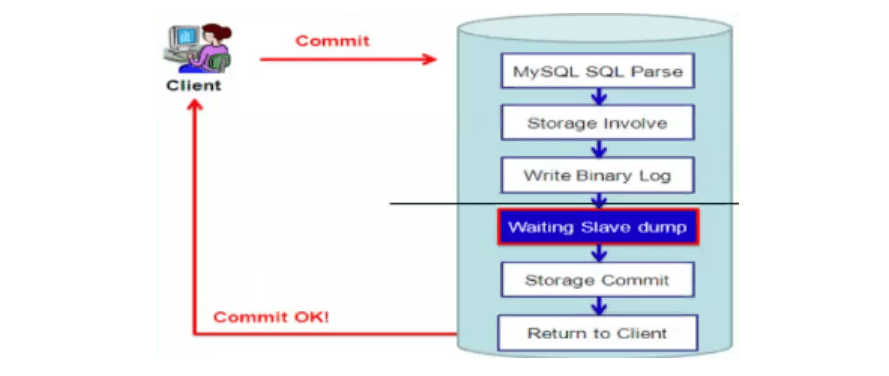 Commit
Client
MySQL SQL Parse
Storage Involve
Write Binary Log
Waiting Slave dump
Storage Commit
Commit OK!
Return to Client